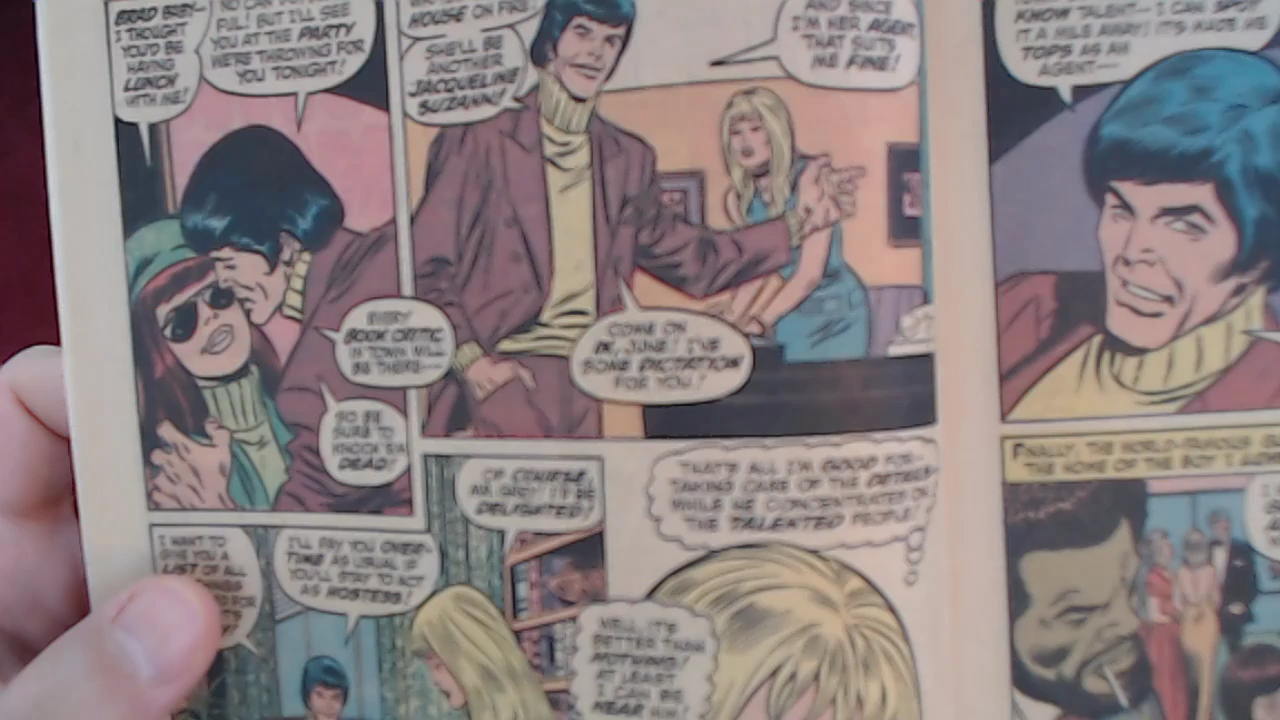 BRAD BABY--
I THOUGHT
YOU'D BE
HAVING
LUNCH
WITH ME!
FUL! BUT I'LL SEE
YOU AT THE PARTY
WE'RE THROWING FOR
YOU TONIGHT!
EVERY
BOOK CRITIC
IN TOWN WILL
BE THERE--
SO BE
SURE TO
KNOCK 'EM
DEAD!
HOUSE ON FIRE!
SHE'LL BE
ANOTHER
JACQUELINE
SUZANN!
AND SINCE
I'M HER AGENT
THAT SUITS
ME FINE!
COME ON
IN, JUNE! I'VE
SOME DICTATION
FOR YOU!
I WANT TO
GIVE YOU A
LIST OF ALL
I'LL PAY YOU OVER-
TIME AS USUAL IF
YOU'LL STAY TO ACT
AS HOSTESS!
OF COURSE,
DELIGHTED!
THAT'S ALL I'M GOOD FOR--
TAKING CARE OF THE DETAILS
WHILE HE CONCENTRATES ON
THE TALENTED PEOPLE!
WELL, IT'S
BETTER THAN
NOTHING!
AT LEAST
I CAN BE
NEAR HIM!
KNOW TALENT-- I CAN SPOT
IT A MILE AWAY! IT'S MADE ME
TOPS AS AN
AGENT--
FINALLY, THE WORLD-FAMOUS
THE HOME OF THE BOY